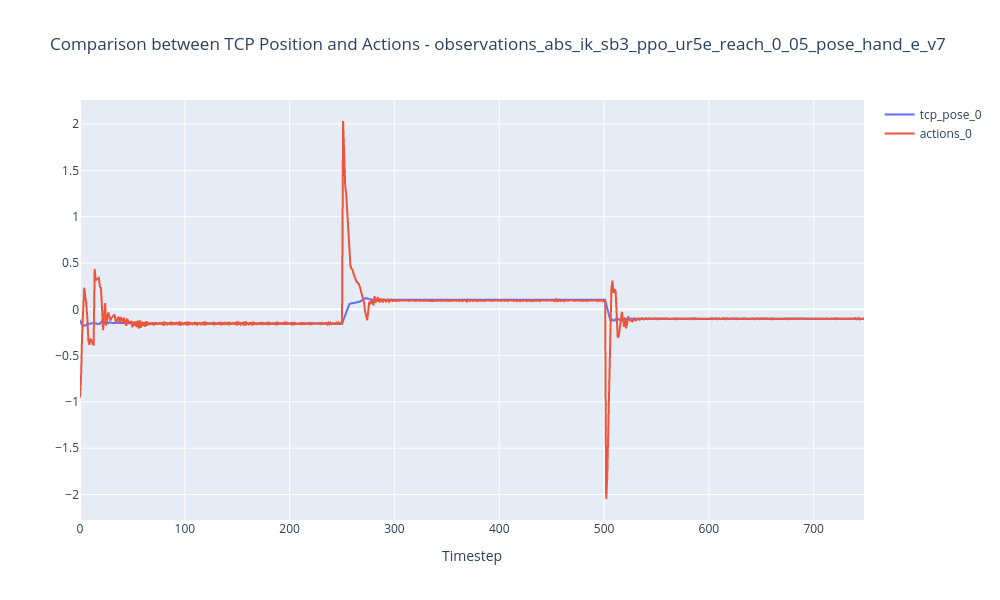 Comparison between TCP Position and Actions - observations_abs_ik_sb3_ppo_ur5e_reach_0_05_pose_hand_e_v7
tcp_pose_0
actions_0
2
1.5
1
0.5
0
−0.5
−1
−1.5
−2
0 100 200 300 400 500 600 700
Timestep